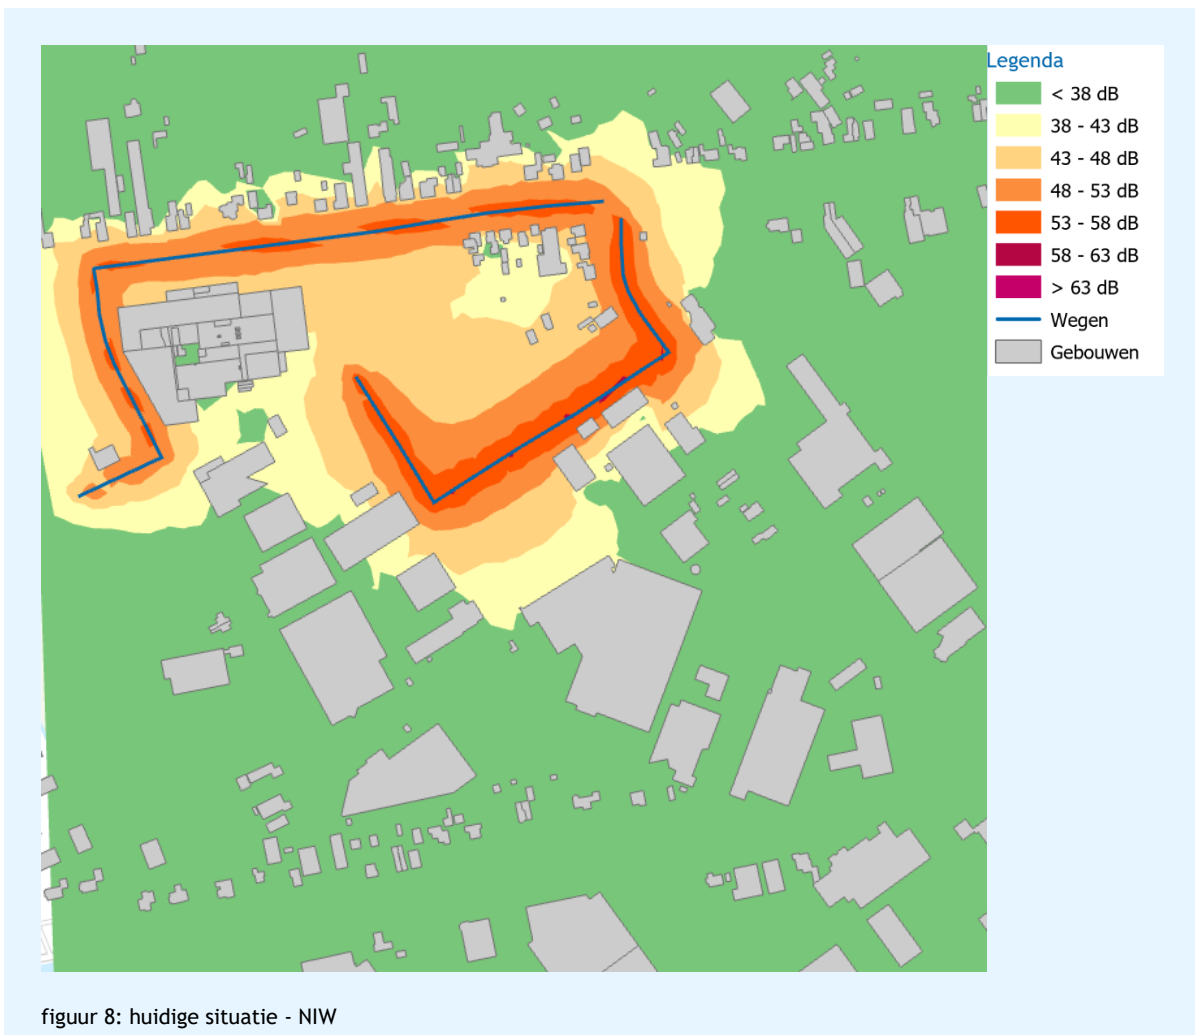 Legenda
< 38 dB
38 - 43 dB
43 - 48 dB
48 - 53 dB
53 - 58 dB
58 - 63 dB
> 63 dB
Wegen
Gebouwen
figuur 8: huidige situatie - NIW